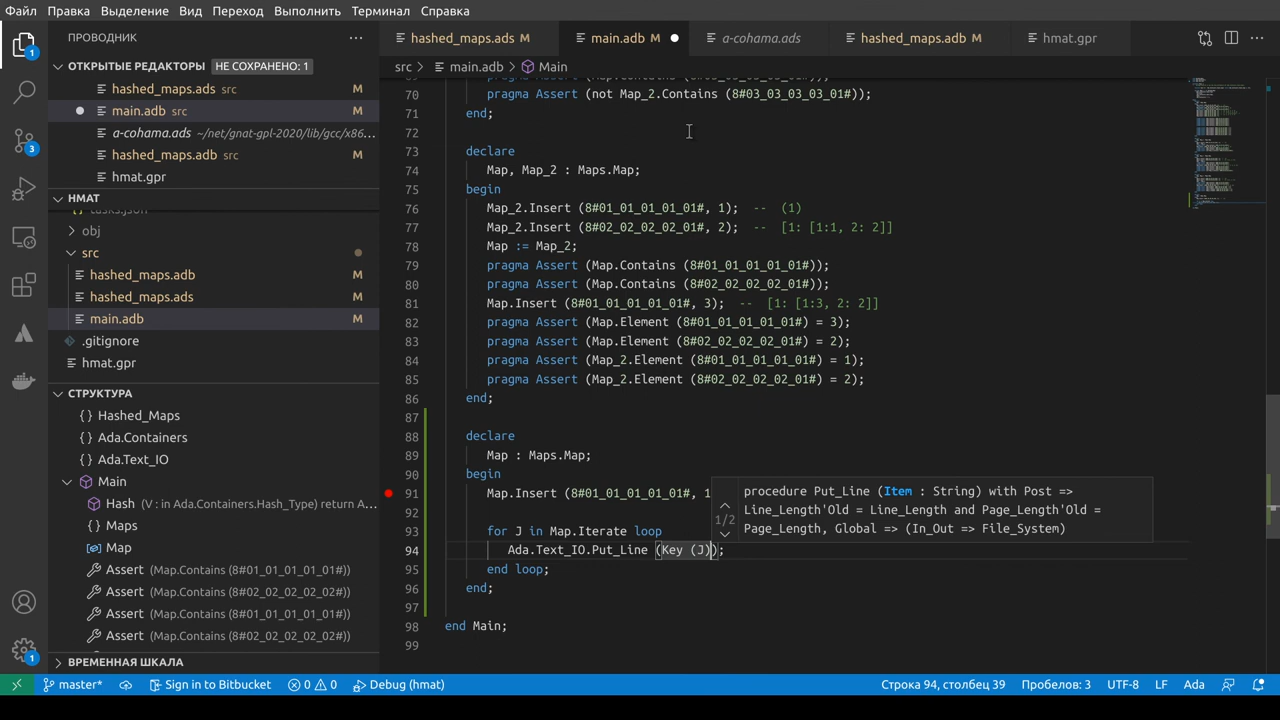 Файл Правка Выделение Вид Переход Выполнить Терминал Справка
ПРОВОДНИК ···
hashed_maps.ads M
main.adb M
a-cohama.ads
hashed_maps.adb M
hmat.gpr
ОТКРЫТЫЕ РЕДАКТОРЫ НЕ СОХРАНЕНО: 1
src > main.adb > Main
hashed_maps.ads src M
main.adb src M
a-cohama.ads ~/net/gnat-gpl-2020/lib/gcc/x86...
hashed_maps.adb src M
hmat.gpr
HMAT
tasks.json
obj
src
hashed_maps.adb M
hashed_maps.ads M
main.adb M
.gitignore
hmat.gpr
СТРУКТУРА
{} Hashed_Maps
{} Ada.Containers
{} Ada.Text_IO
Main
Hash (V : in Ada.Containers.Hash_Type) return A...
Maps
Map
Assert (Map.Contains (8#01_01_01_01_01#))
Assert (Map.Contains (8#02_02_02_02_02#))
Assert (Map.Contains (8#01_01_01_01_01#))
Assert (Map.Contains (8#02_02_02_02_02#))
ВРЕМЕННАЯ ШКАЛА
70 pragma Assert (not Map_2.Contains (8#03_03_03_03_01#));
71 end;
72
73 declare
74 Map, Map_2 : Maps.Map;
75 begin
76 Map_2.Insert (8#01_01_01_01_01#, 1); -- (1)
77 Map_2.Insert (8#02_02_02_02_01#, 2); -- [1: [1:1, 2: 2]]
78 Map := Map_2;
79 pragma Assert (Map.Contains (8#01_01_01_01_01#));
80 pragma Assert (Map.Contains (8#02_02_02_02_01#));
81 Map.Insert (8#01_01_01_01_01#, 3); -- [1: [1:3, 2: 2]]
82 pragma Assert (Map.Element (8#01_01_01_01_01#) = 3);
83 pragma Assert (Map.Element (8#02_02_02_02_01#) = 2);
84 pragma Assert (Map_2.Element (8#01_01_01_01_01#) = 1);
85 pragma Assert (Map_2.Element (8#02_02_02_02_01#) = 2);
86 end;
87
88 declare
89 Map : Maps.Map;
90 begin
91 Map.Insert (8#01_01_01_01_01#, 1
92
93 for J in Map.Iterate loop
94 Ada.Text_IO.Put_Line (Key (J));
95 end loop;
96 end;
97
98 end Main;
99
1/2
procedure Put_Line (Item : String) with Post =>
Line_Length'Old = Line_Length and Page_Length'Old =
Page_Length, Global => (In_Out => File_System)
1
3
1
master* Sign in to Bitbucket 0 0 Debug (hmat) Строка 94, столбец 39 Пробелов: 3 UTF-8 LF Ada